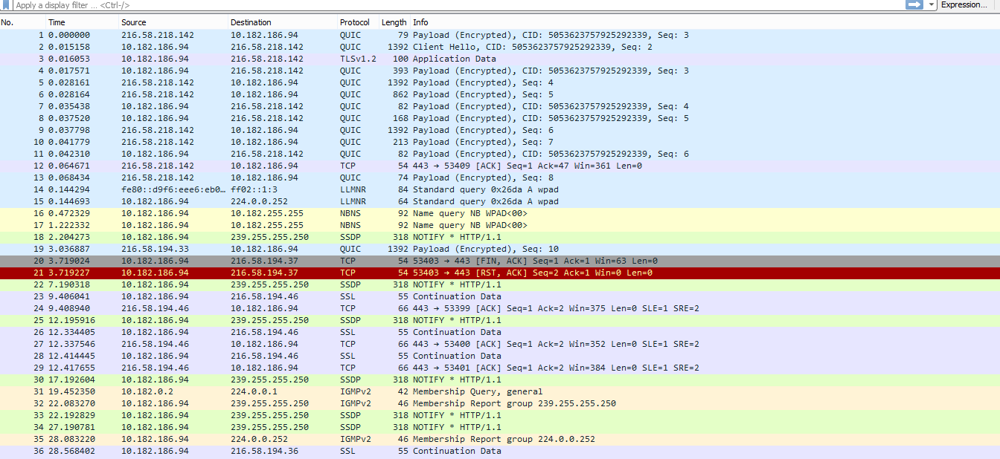 Apply a display filter ... <Ctrl-/> Expression...
No. Time Source Destination Protocol Length Info
1 0.000000 216.58.218.142 10.182.186.94 QUIC 79 Payload (Encrypted), CID: 5053623757925292339, Seq: 3
2 0.015158 10.182.186.94 216.58.218.142 QUIC 1392 Client Hello, CID: 5053623757925292339, Seq: 2
3 0.016053 10.182.186.94 216.58.218.142 TLSv1.2 100 Application Data
4 0.017571 10.182.186.94 216.58.218.142 QUIC 393 Payload (Encrypted), CID: 5053623757925292339, Seq: 3
5 0.028161 216.58.218.142 10.182.186.94 QUIC 1392 Payload (Encrypted), Seq: 4
6 0.028164 216.58.218.142 10.182.186.94 QUIC 862 Payload (Encrypted), Seq: 5
7 0.035438 10.182.186.94 216.58.218.142 QUIC 82 Payload (Encrypted), CID: 5053623757925292339, Seq: 4
8 0.037520 10.182.186.94 216.58.218.142 QUIC 168 Payload (Encrypted), CID: 5053623757925292339, Seq: 5
9 0.037798 216.58.218.142 10.182.186.94 QUIC 1392 Payload (Encrypted), Seq: 6
10 0.041779 216.58.218.142 10.182.186.94 QUIC 213 Payload (Encrypted), Seq: 7
11 0.042310 10.182.186.94 216.58.218.142 QUIC 82 Payload (Encrypted), CID: 5053623757925292339, Seq: 6
12 0.064671 216.58.218.142 10.182.186.94 TCP 54 443 → 53409 [ACK] Seq=1 Ack=47 Win=361 Len=0
13 0.068434 216.58.218.142 10.182.186.94 QUIC 74 Payload (Encrypted), Seq: 8
14 0.144294 fe80::d9f6:eee6:eb0… ff02::1:3 LLMNR 84 Standard query 0x26da A wpad
15 0.144693 10.182.186.94 224.0.0.252 LLMNR 64 Standard query 0x26da A wpad
16 0.472329 10.182.186.94 10.182.255.255 NBNS 92 Name query NB WPAD<00>
17 1.222332 10.182.186.94 10.182.255.255 NBNS 92 Name query NB WPAD<00>
18 2.204273 10.182.186.94 239.255.255.250 SSDP 318 NOTIFY * HTTP/1.1
19 3.036887 216.58.194.33 10.182.186.94 QUIC 1392 Payload (Encrypted), Seq: 10
20 3.719024 10.182.186.94 216.58.194.37 TCP 54 53403 → 443 [FIN, ACK] Seq=1 Ack=1 Win=63 Len=0
21 3.719227 10.182.186.94 216.58.194.37 TCP 54 53403 → 443 [RST, ACK] Seq=2 Ack=1 Win=0 Len=0
22 7.190318 10.182.186.94 239.255.255.250 SSDP 318 NOTIFY * HTTP/1.1
23 9.406041 10.182.186.94 216.58.194.46 SSL 55 Continuation Data
24 9.408940 216.58.194.46 10.182.186.94 TCP 66 443 → 53399 [ACK] Seq=1 Ack=2 Win=375 Len=0 SLE=1 SRE=2
25 12.195916 10.182.186.94 239.255.255.250 SSDP 318 NOTIFY * HTTP/1.1
26 12.334405 10.182.186.94 216.58.194.46 SSL 55 Continuation Data
27 12.337546 216.58.194.46 10.182.186.94 TCP 66 443 → 53400 [ACK] Seq=1 Ack=2 Win=352 Len=0 SLE=1 SRE=2
28 12.414445 10.182.186.94 216.58.194.46 SSL 55 Continuation Data
29 12.417655 216.58.194.46 10.182.186.94 TCP 66 443 → 53401 [ACK] Seq=1 Ack=2 Win=384 Len=0 SLE=1 SRE=2
30 17.192604 10.182.186.94 239.255.255.250 SSDP 318 NOTIFY * HTTP/1.1
31 19.452350 10.182.0.2 224.0.0.1 IGMPv2 42 Membership Query, general
32 22.083270 10.182.186.94 239.255.255.250 IGMPv2 46 Membership Report group 239.255.255.250
33 22.192829 10.182.186.94 239.255.255.250 SSDP 318 NOTIFY * HTTP/1.1
34 27.190781 10.182.186.94 239.255.255.250 SSDP 318 NOTIFY * HTTP/1.1
35 28.083220 10.182.186.94 224.0.0.252 IGMPv2 46 Membership Report group 224.0.0.252
36 28.568402 10.182.186.94 216.58.194.36 SSL 55 Continuation Data